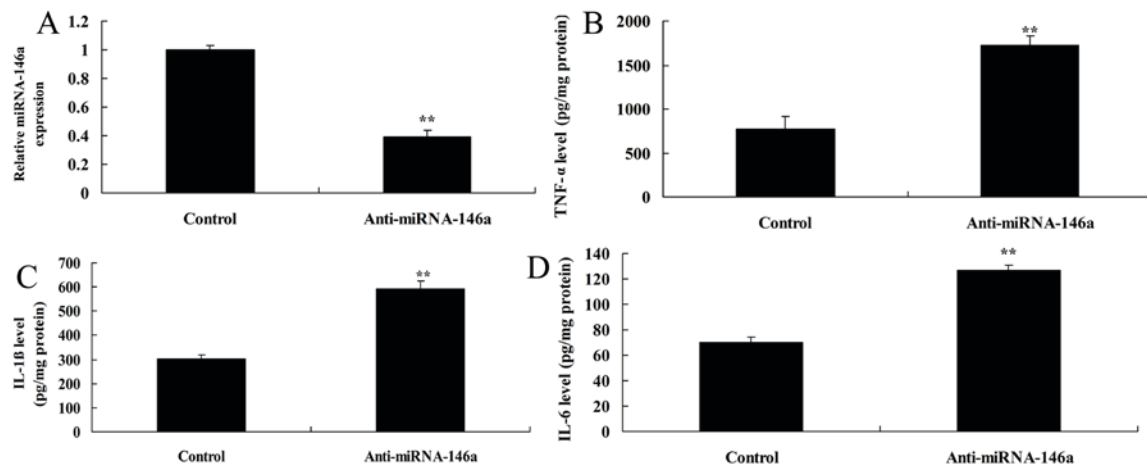 A
Relative miRNA-146a
expression
1.2
1
0.8
0.6
0.4
0.2
0
**
Control
Anti-miRNA-146a
B
TNF-α level (pg/mg protein)
2000
1500
1000
500
0
**
Control
Anti-miRNA-146a
C
IL-1ß level
(pg/mg protein)
700
600
500
400
300
200
100
0
**
Control
Anti-miRNA-146a
D
IL-6 level (pg/mg protein)
140
120
100
80
60
40
20
0
**
Control
Anti-miRNA-146a